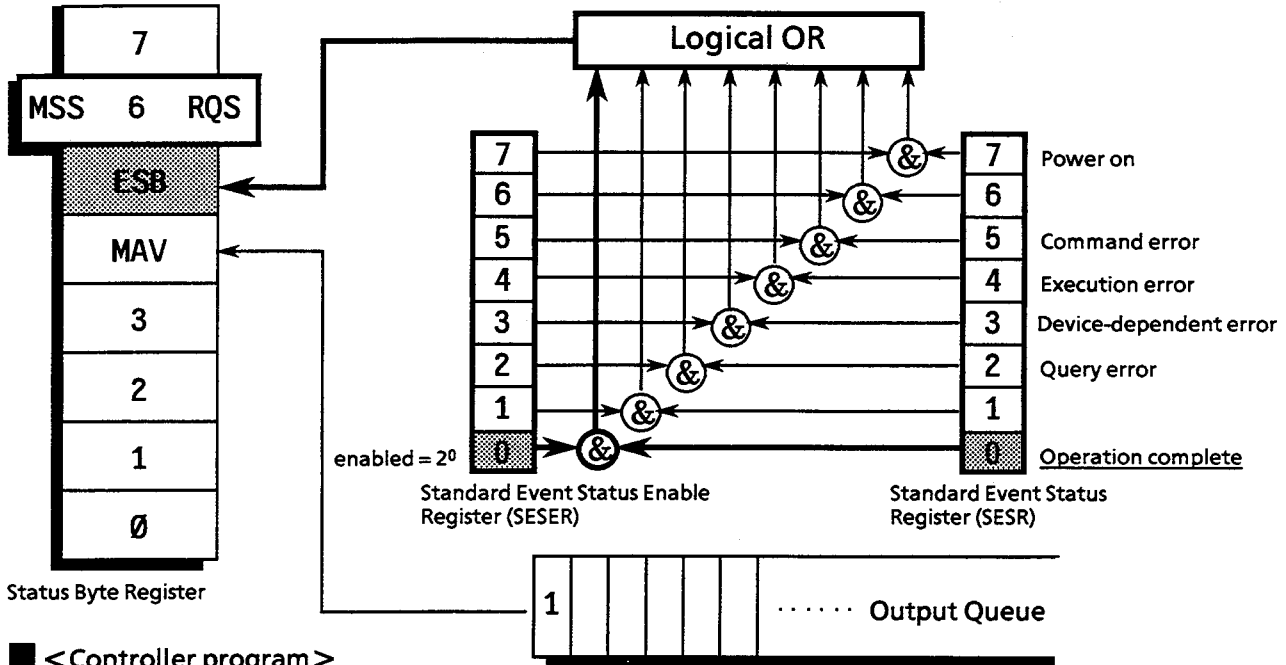 7
MSS 6 RQS
ESB
MAV
3
2
1
Ø
Status Byte Register
Logical OR
7
6
5
4
3
2
1
0
enabled = 2⁰
Standard Event Status Enable
Register (SESER)
&
&
&
&
&
&
&
&
7
6
5
4
3
2
1
0
Power on
Command error
Execution error
Device-dependent error
Query error
Operation complete
Standard Event Status
Register (SESR)
1 ...... Output Queue
■ <Controller program>